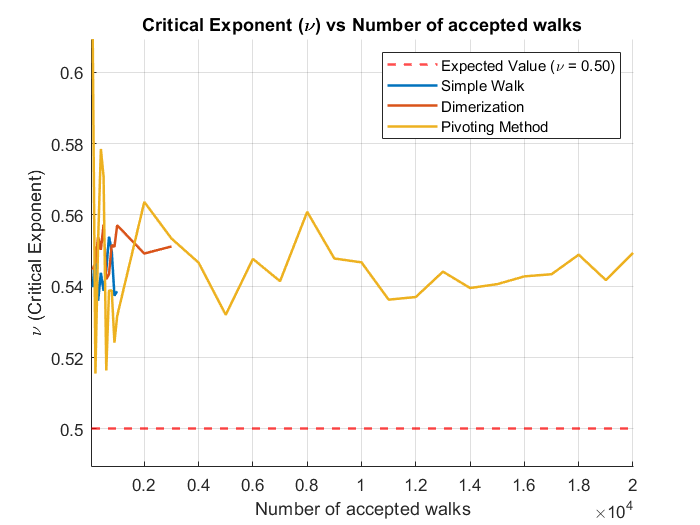 Critical Exponent (ν) vs Number of accepted walks
Expected Value (ν = 0.50)
Simple Walk
Dimerization
Pivoting Method
ν (Critical Exponent)
0.6
0.58
0.56
0.54
0.52
0.5
0.2 0.4 0.6 0.8 1 1.2 1.4 1.6 1.8 2
Number of accepted walks
×10⁴